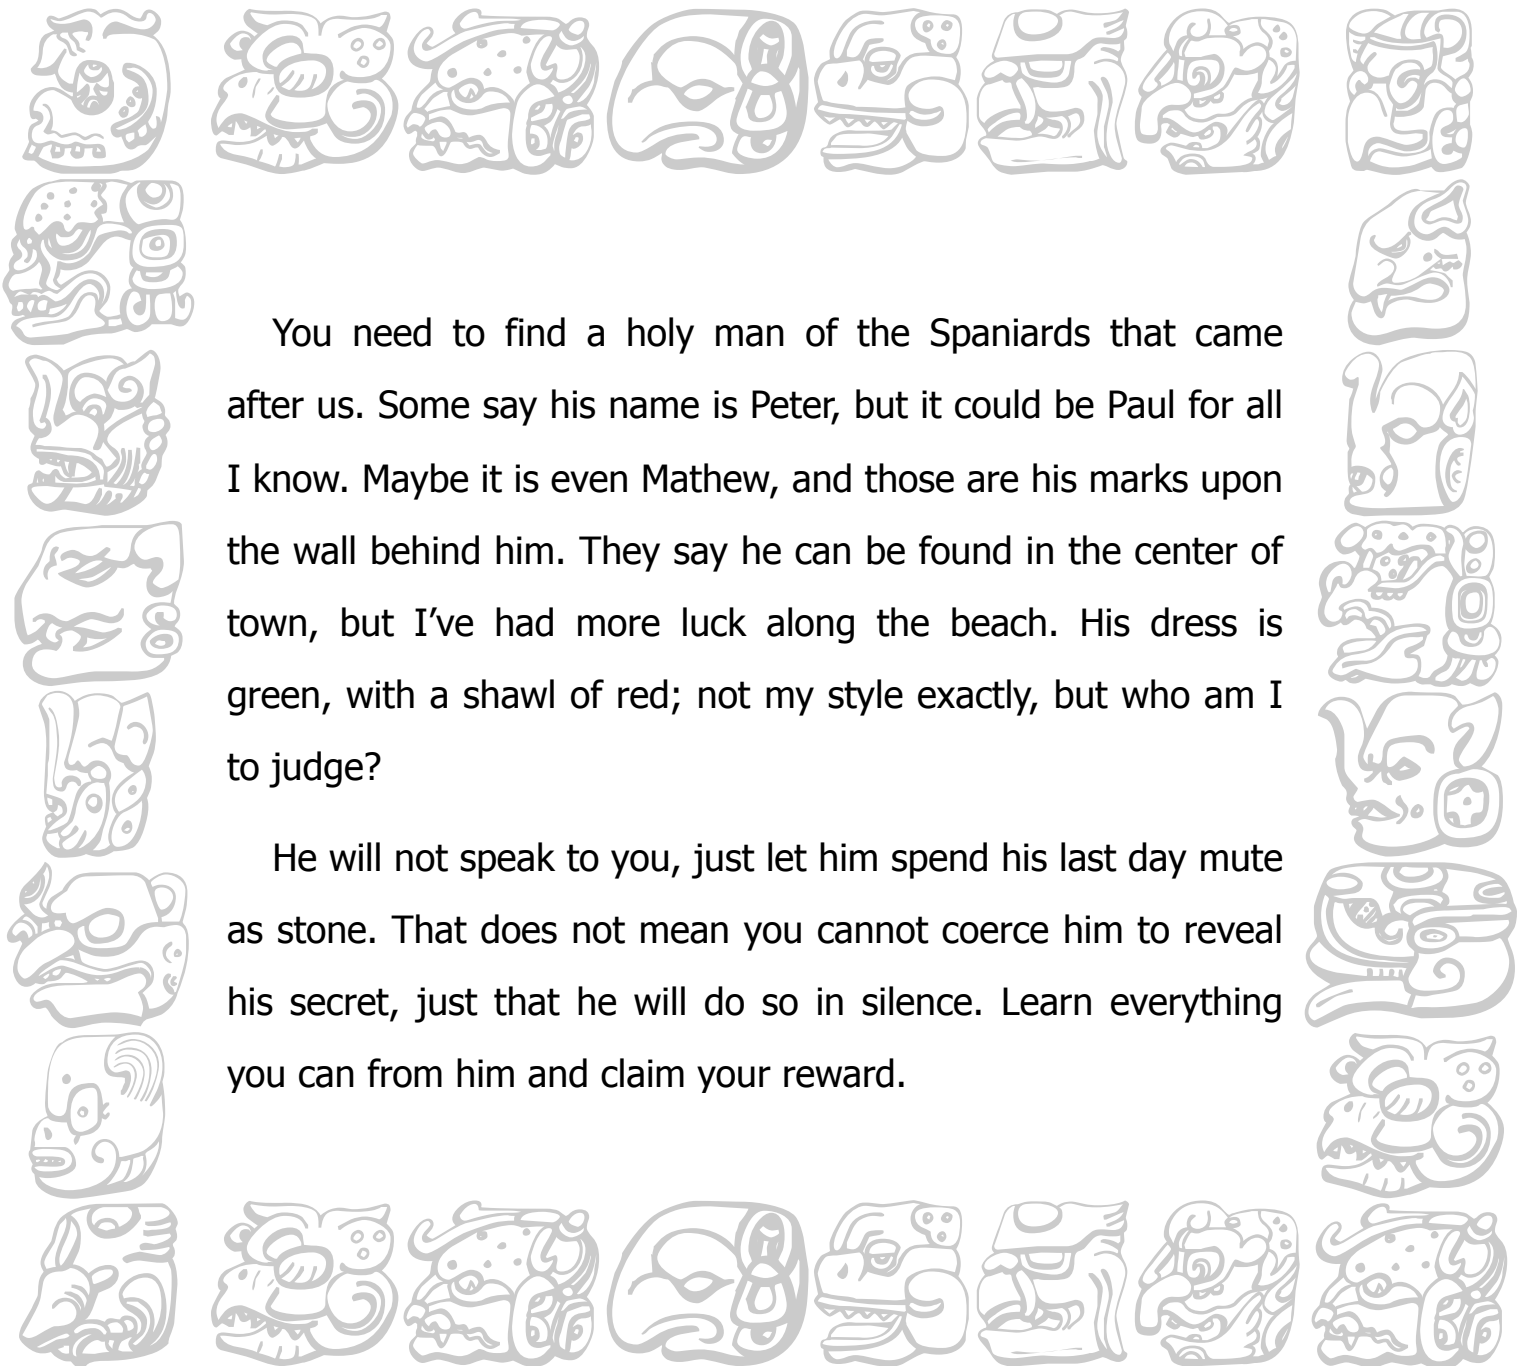 You need to find a holy man of the Spaniards that came
after us. Some say his name is Peter, but it could be Paul for all
I know. Maybe it is even Mathew, and those are his marks upon
the wall behind him. They say he can be found in the center of
town, but I’ve had more luck along the beach. His dress is
green, with a shawl of red; not my style exactly, but who am I
to judge?
He will not speak to you, just let him spend his last day mute
as stone. That does not mean you cannot coerce him to reveal
his secret, just that he will do so in silence. Learn everything
you can from him and claim your reward.